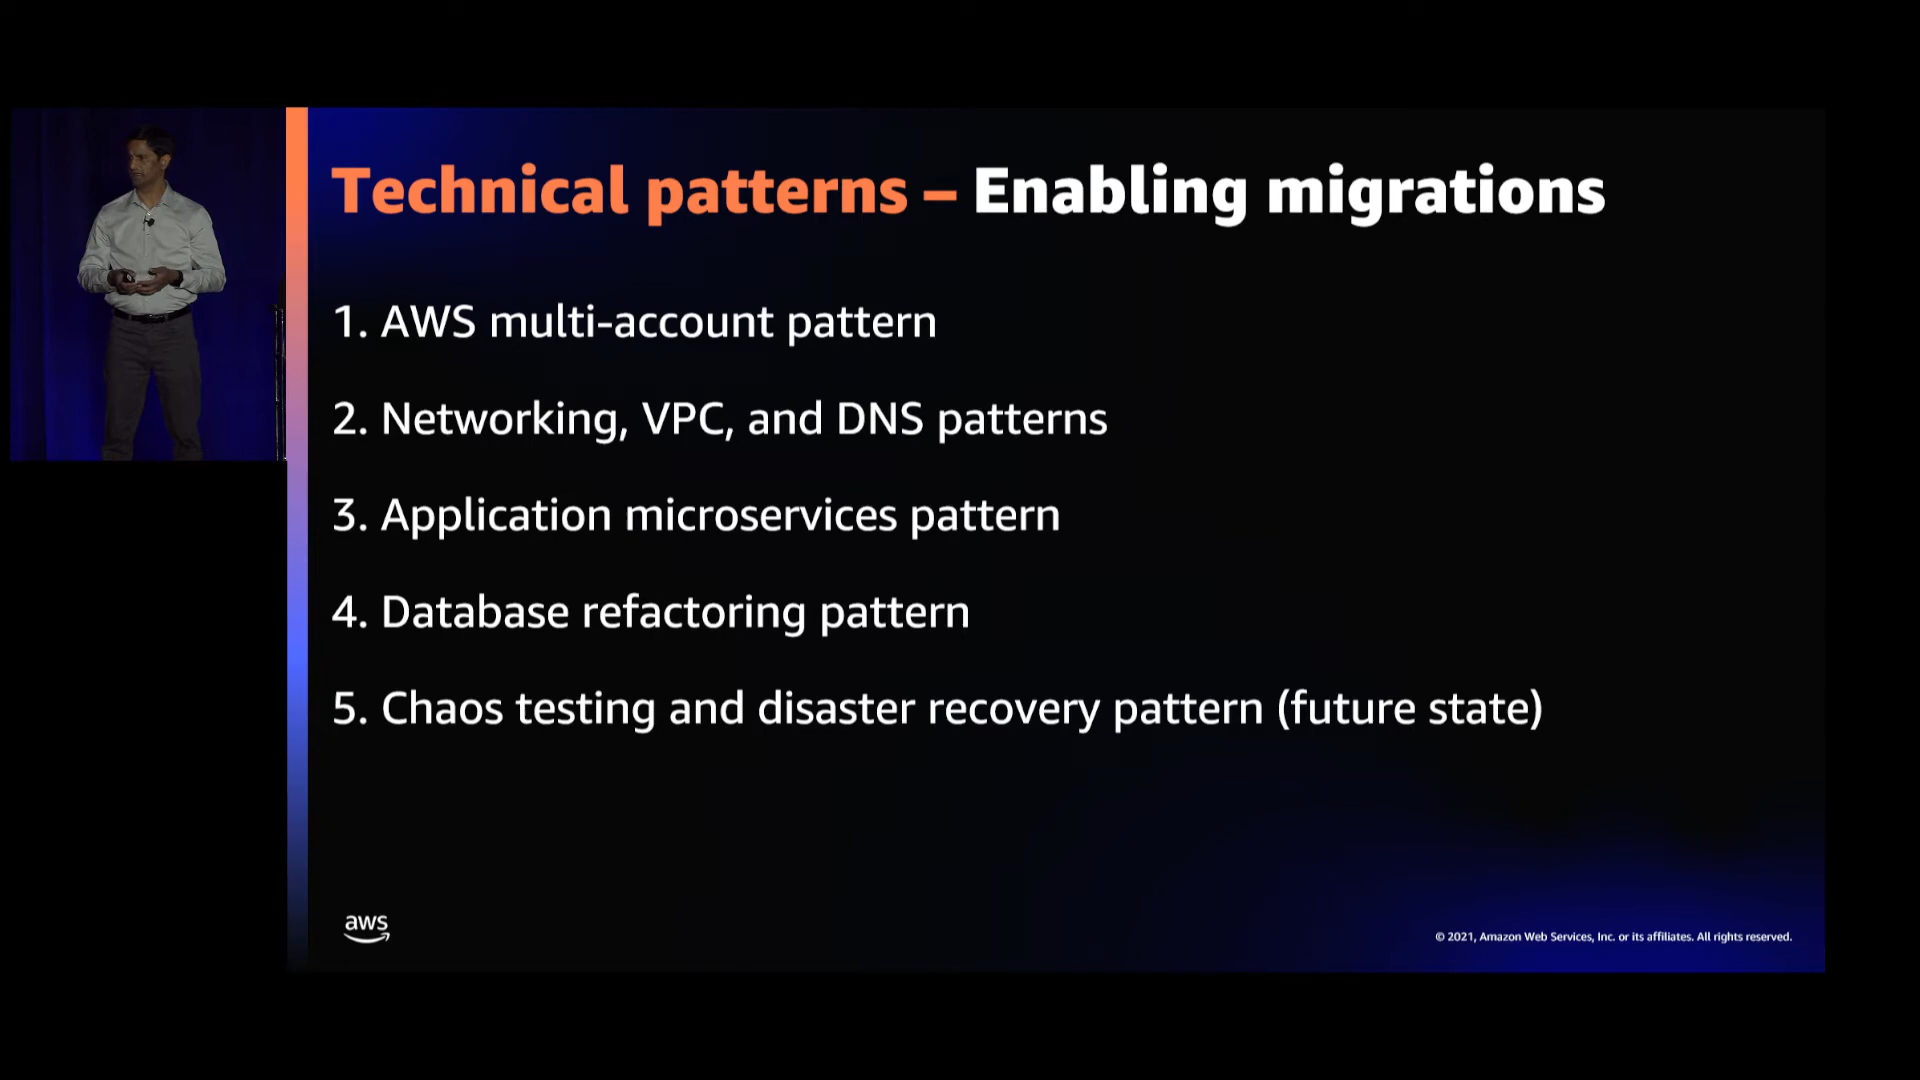 Technical patterns – Enabling migrations
1. AWS multi-account pattern
2. Networking, VPC, and DNS patterns
3. Application microservices pattern
4. Database refactoring pattern
5. Chaos testing and disaster recovery pattern (future state)
aws
© 2021, Amazon Web Services, Inc. or its affiliates. All rights reserved.